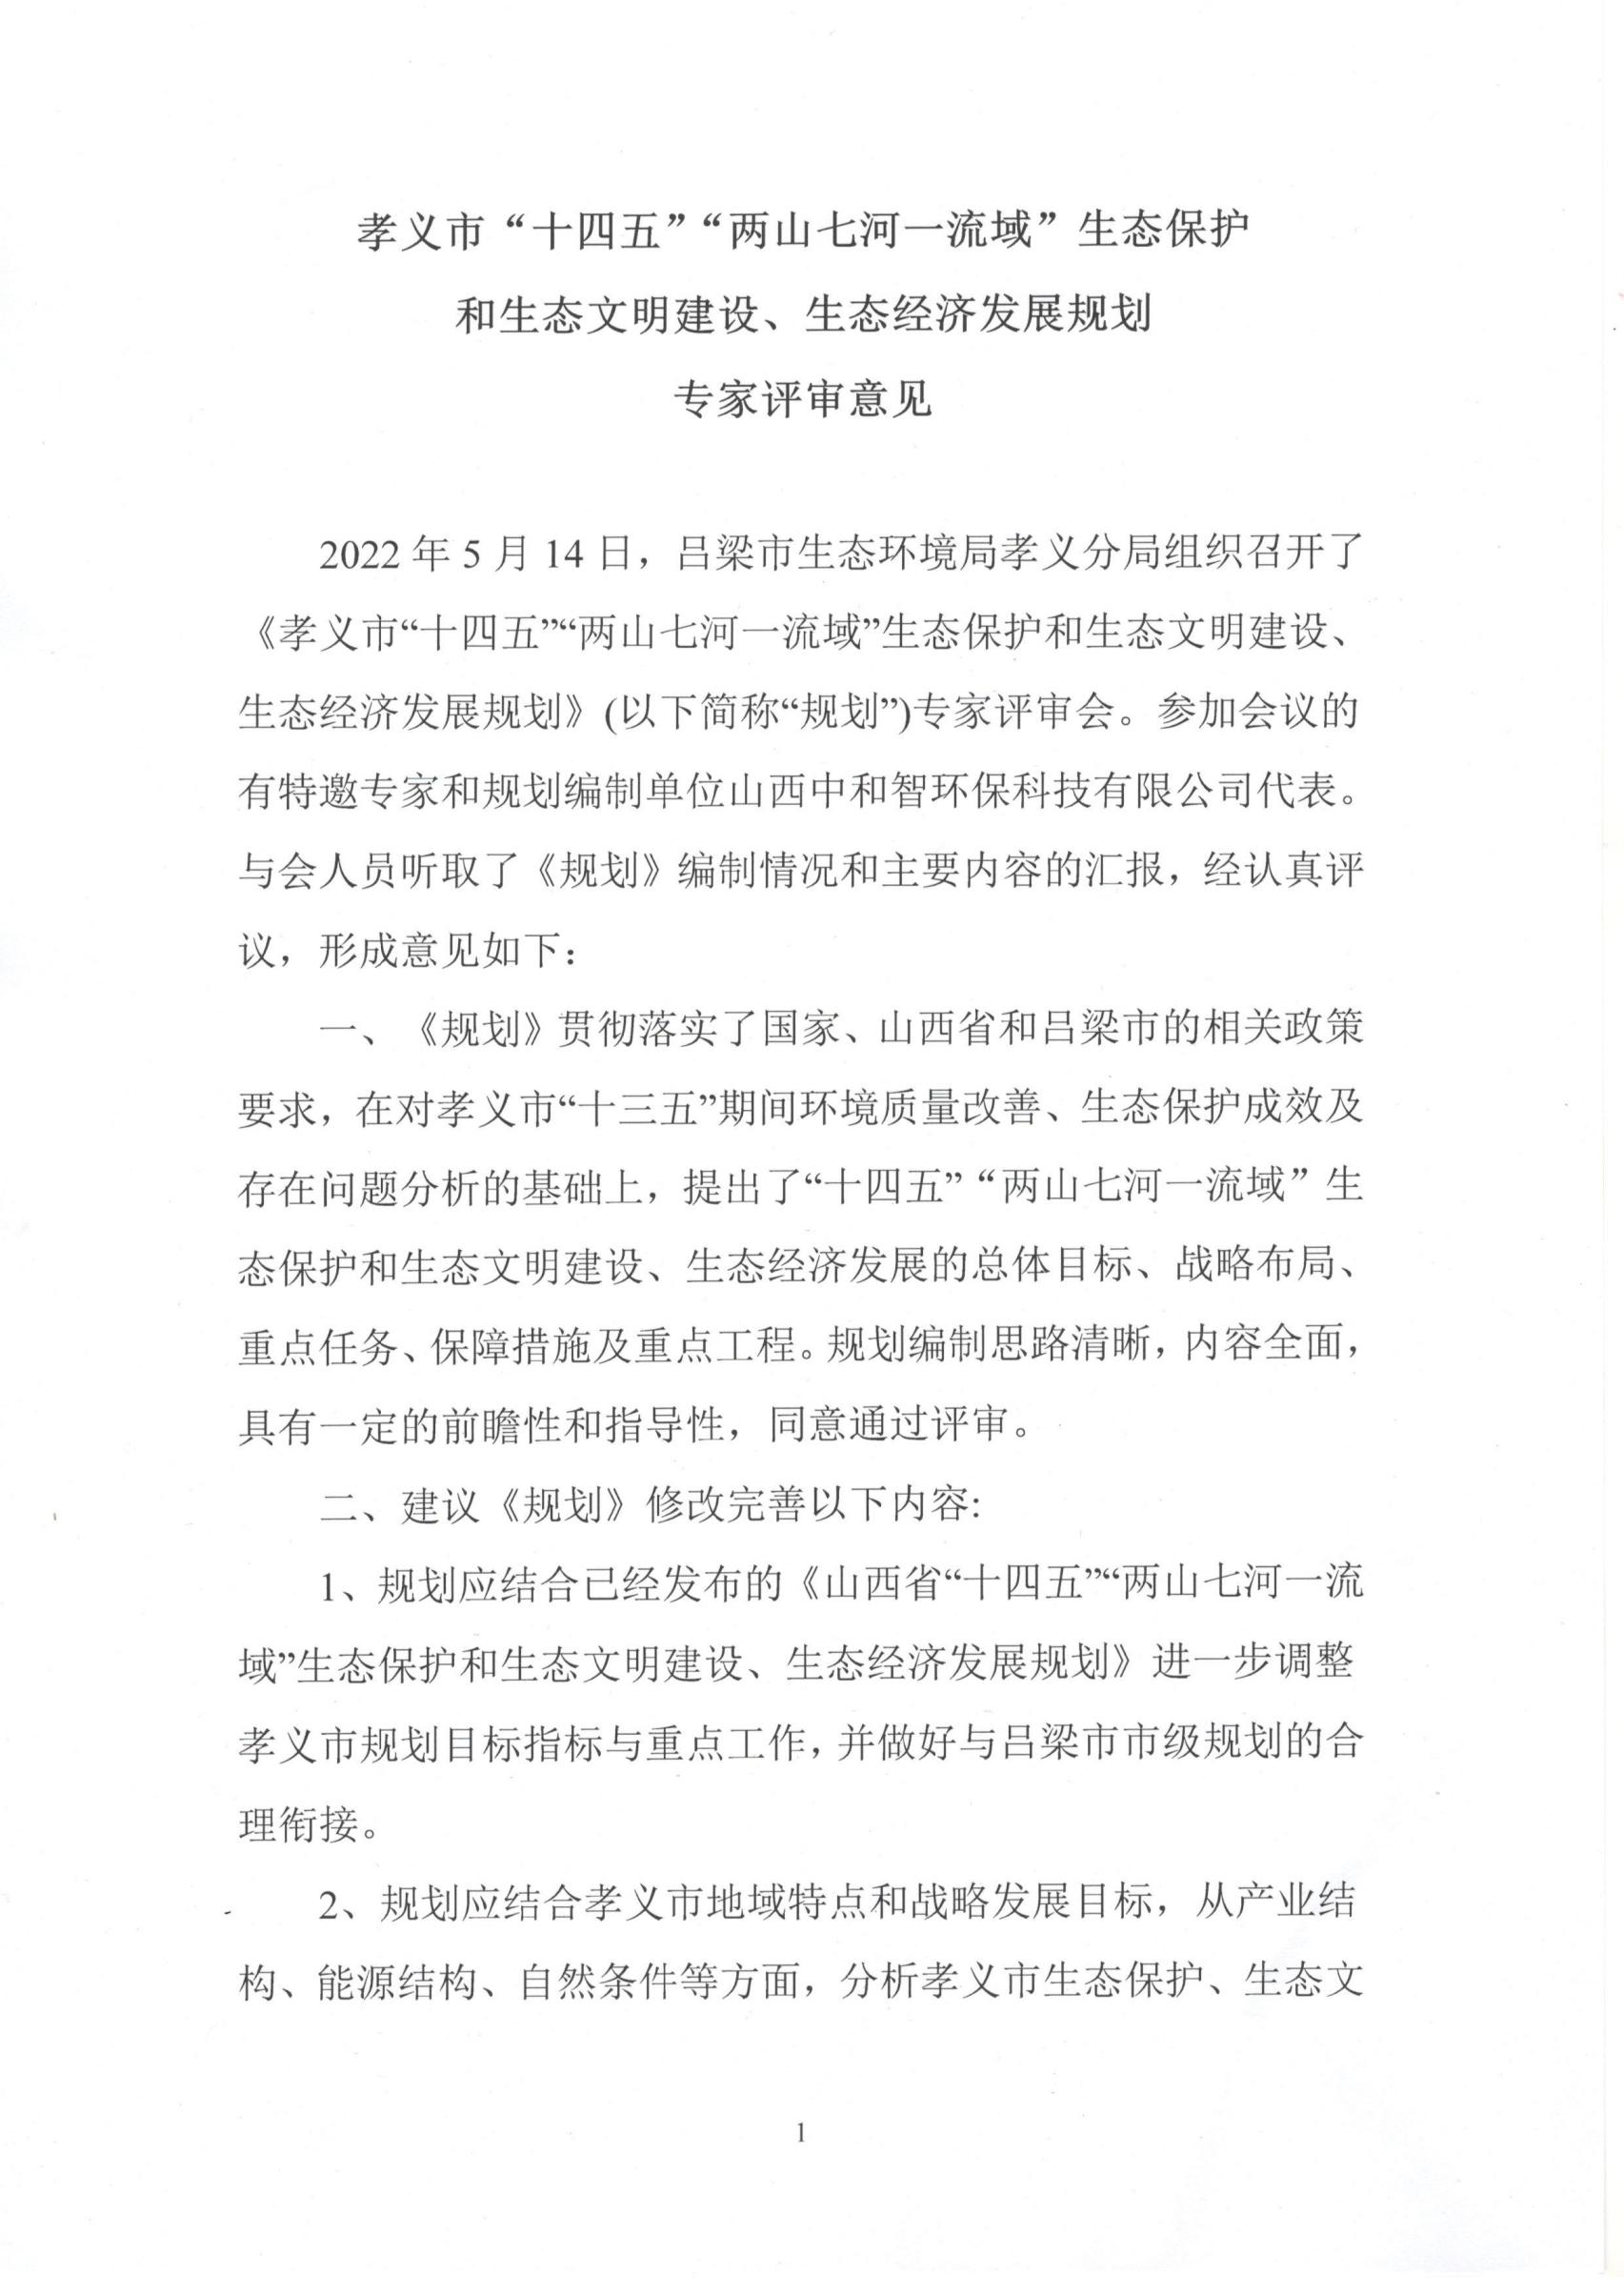 孝义市“十四五”“两山七河一流域”生态保护
和生态文明建设、生态经济发展规划
专家评审意见
2022 年 5 月 14 日，吕梁市生态环境局孝义分局组织召开了
《孝义市“十四五”“两山七河一流域”生态保护和生态文明建设、
生态经济发展规划》(以下简称“规划”)专家评审会。参加会议的
有特邀专家和规划编制单位山西中和智环保科技有限公司代表。
与会人员听取了《规划》编制情况和主要内容的汇报，经认真评
议，形成意见如下：
一、《规划》贯彻落实了国家、山西省和吕梁市的相关政策
要求，在对孝义市“十三五”期间环境质量改善、生态保护成效及
存在问题分析的基础上，提出了“十四五”“两山七河一流域”生
态保护和生态文明建设、生态经济发展的总体目标、战略布局、
重点任务、保障措施及重点工程。规划编制思路清晰，内容全面，
具有一定的前瞻性和指导性，同意通过评审。
二、建议《规划》修改完善以下内容:
1、规划应结合已经发布的《山西省“十四五”“两山七河一流
域”生态保护和生态文明建设、生态经济发展规划》进一步调整
孝义市规划目标指标与重点工作，并做好与吕梁市市级规划的合
理衔接。
2、规划应结合孝义市地域特点和战略发展目标，从产业结
构、能源结构、自然条件等方面，分析孝义市生态保护、生态文
1